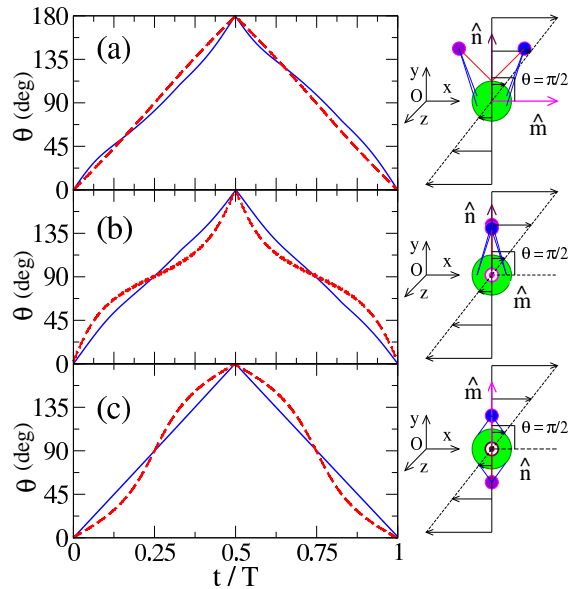 180
135
90
45
0
θ (deg)
(a)
n̂
y
O
x
z
θ = π/2
m̂
135
90
45
0
θ (deg)
(b)
n̂
y
O
x
z
θ = π/2
m̂
135
90
45
0
θ (deg)
(c)
m̂
y
O
x
z
θ = π/2
n̂
0 0.25 0.5 0.75 1
t / T